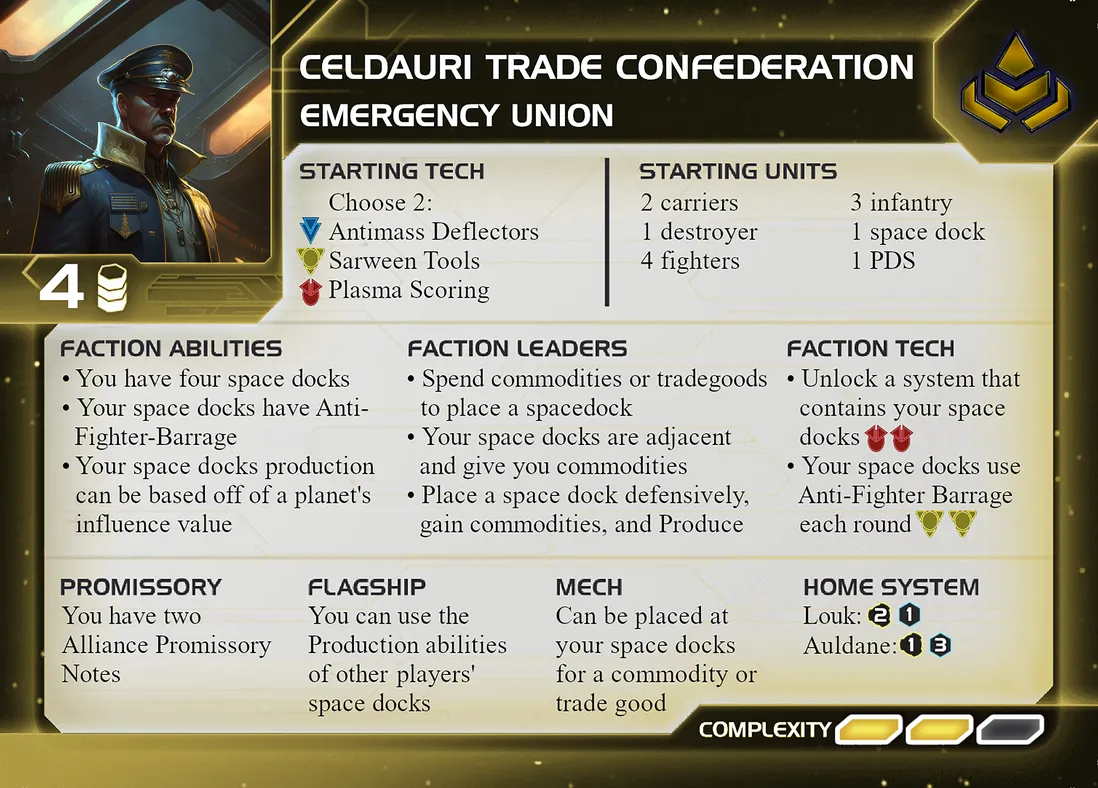 CELDAURI TRADE CONFEDERATION
EMERGENCY UNION
4
STARTING TECH
Choose 2:
Antimass Deflectors
Sarween Tools
Plasma Scoring
STARTING UNITS
2 carriers
1 destroyer
4 fighters
3 infantry
1 space dock
1 PDS
FACTION ABILITIES
• You have four space docks
• Your space docks have Anti-
Fighter-Barrage
• Your space docks production
can be based off of a planet's
influence value
FACTION LEADERS
• Spend commodities or tradegoods
to place a spacedock
• Your space docks are adjacent
and give you commodities
• Place a space dock defensively,
gain commodities, and Produce
FACTION TECH
• Unlock a system that
contains your space
docks
• Your space docks use
Anti-Fighter Barrage
each round
PROMISSORY
You have two
Alliance Promissory
Notes
FLAGSHIP
You can use the
Production abilities
of other players'
space docks
MECH
Can be placed at
your space docks
for a commodity or
trade good
HOME SYSTEM
Louk: 2 1
Auldane: 1 3
COMPLEXITY